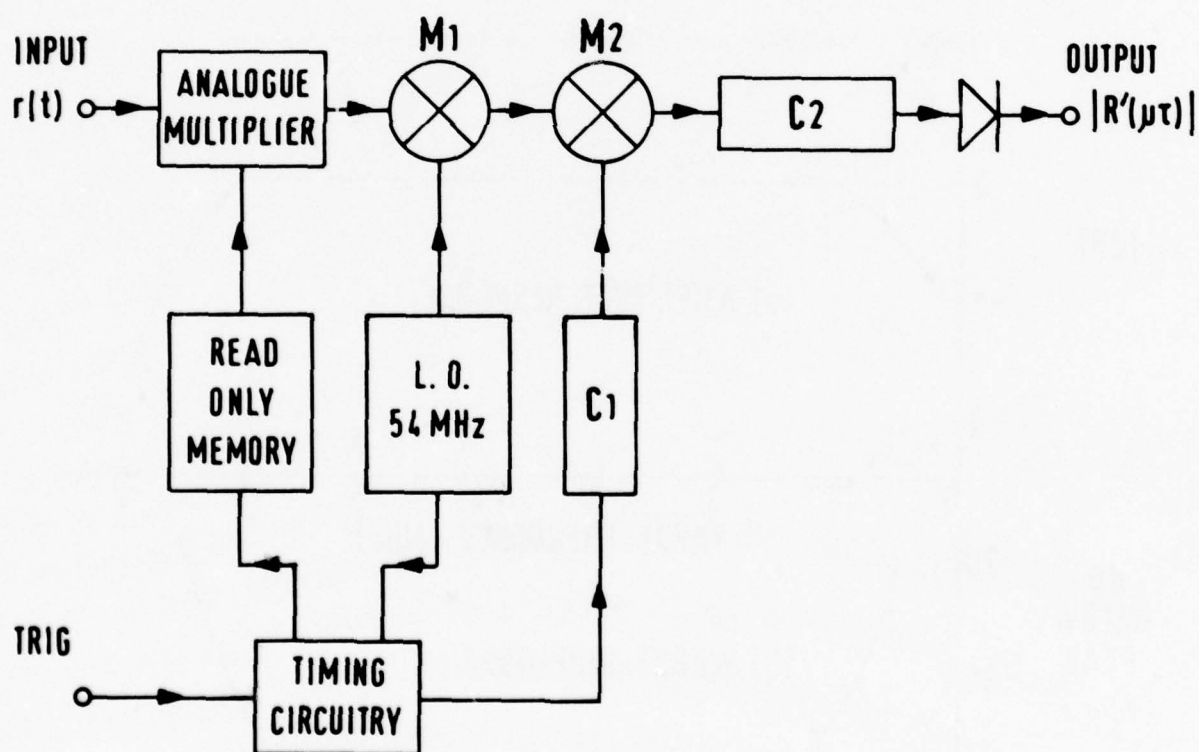 INPUT
r(t)
ANALOGUE
MULTIPLIER
M1
M2
C2
OUTPUT
|R'(μτ)|
READ
ONLY
MEMORY
L. O.
54 MHz
C1
TRIG
TIMING
CIRCUITRY